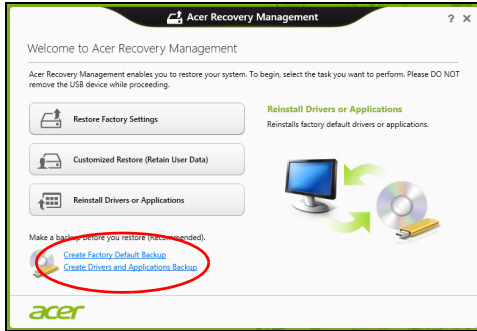 Acer Recovery Management
? ×
Welcome to Acer Recovery Management
Acer Recovery Management enables you to restore your system. To begin, select the task you want to perform. Please DO NOT
remove the USB device while proceeding.
Restore Factory Settings
Customized Restore (Retain User Data)
Reinstall Drivers or Applications
Reinstall Drivers or Applications
Reinstalls factory default drivers or applications.
Make a backup before you restore (Recommended).
Create Factory Default Backup
Create Drivers and Applications Backup
acer